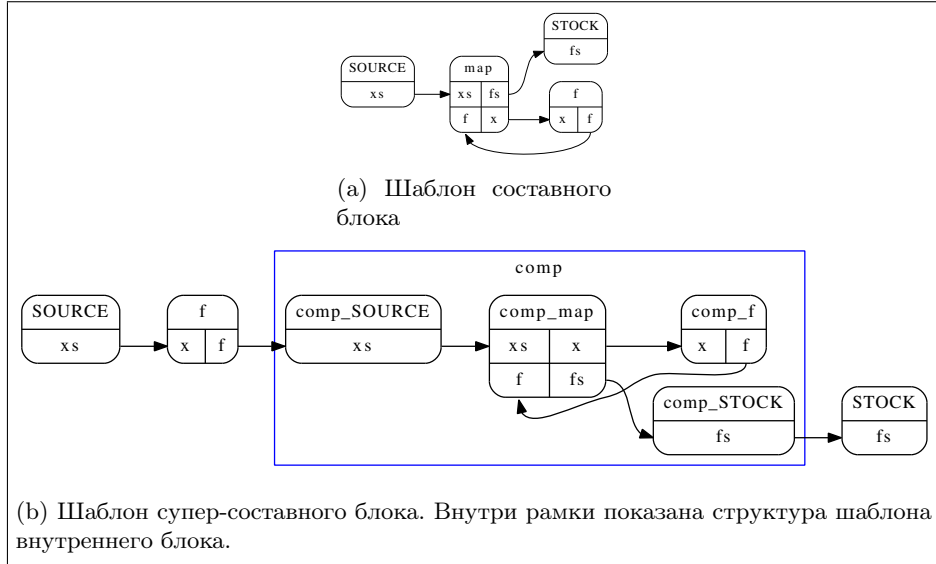 STOCK
fs
SOURCE
xs
map
xs fs
f x
f
x f
(a) Шаблон составного
блока
comp
SOURCE
xs
f
x f
comp_SOURCE
xs
comp_map
xs x
f fs
comp_f
x f
comp_STOCK
fs
STOCK
fs
(b) Шаблон супер-составного блока. Внутри рамки показана структура шаблона
внутреннего блока.